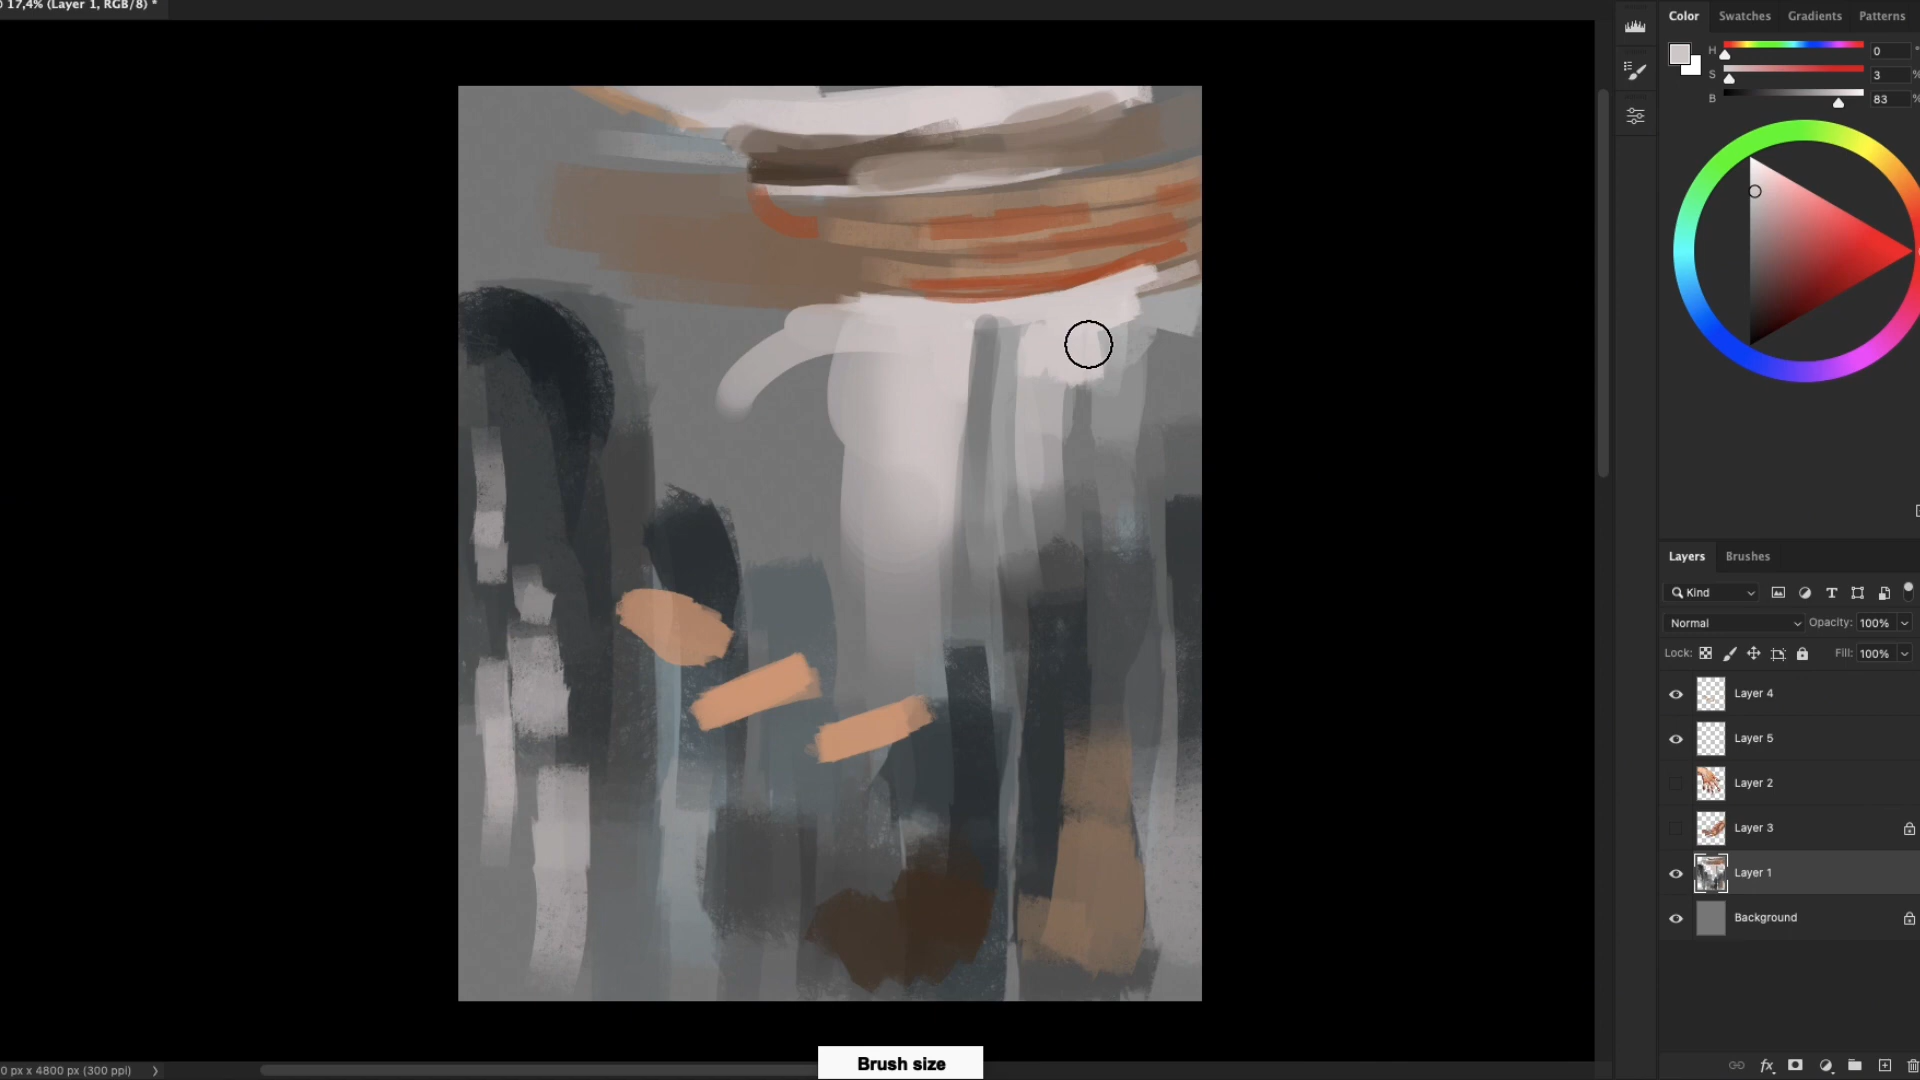 17,4% (Layer 1, RGB/8) *
Color Swatches Gradients Patterns
H 0 °
S 3 %
B 83 %
Layers Brushes
Kind
Normal Opacity: 100%
Lock: Fill: 100%
Layer 4
Layer 5
Layer 2
Layer 3
Layer 1
Background
fx
Brush size
0 px x 4800 px (300 ppi)